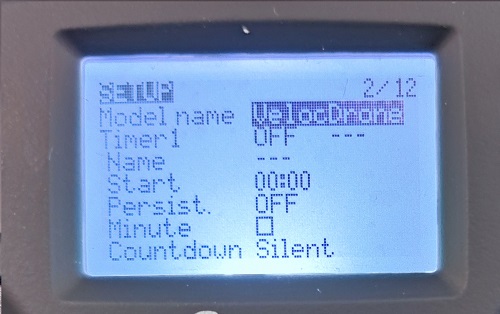 SETUP 2/12
Model name VelocDrone
Timer1 OFF ---
Name ---
Start 00:00
Persist. OFF
Minute
Countdown Silent